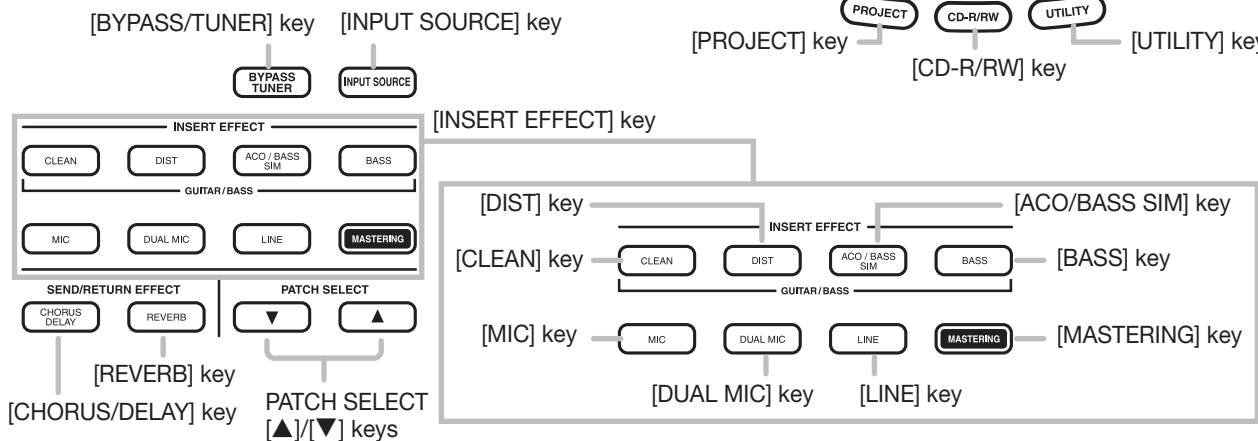 [BYPASS/TUNER] key
[INPUT SOURCE] key
BYPASS
TUNER
INPUT SOURCE
PROJECT
CD-R/RW
UTILITY
[PROJECT] key
[UTILITY] key
[CD-R/RW] key
[INSERT EFFECT] key
INSERT EFFECT
CLEAN
DIST
ACO / BASS
SIM
BASS
GUITAR/BASS
MIC
DUAL MIC
LINE
MASTERING
SEND/RETURN EFFECT
PATCH SELECT
CHORUS
DELAY
REVERB
▼
▲
[REVERB] key
[CHORUS/DELAY] key
PATCH SELECT
[▲]/[▼] keys
[DIST] key
[ACO/BASS SIM] key
INSERT EFFECT
[CLEAN] key
CLEAN
DIST
ACO / BASS
SIM
BASS
[BASS] key
GUITAR/BASS
[MIC] key
MIC
DUAL MIC
LINE
MASTERING
[MASTERING] key
[DUAL MIC] key
[LINE] key